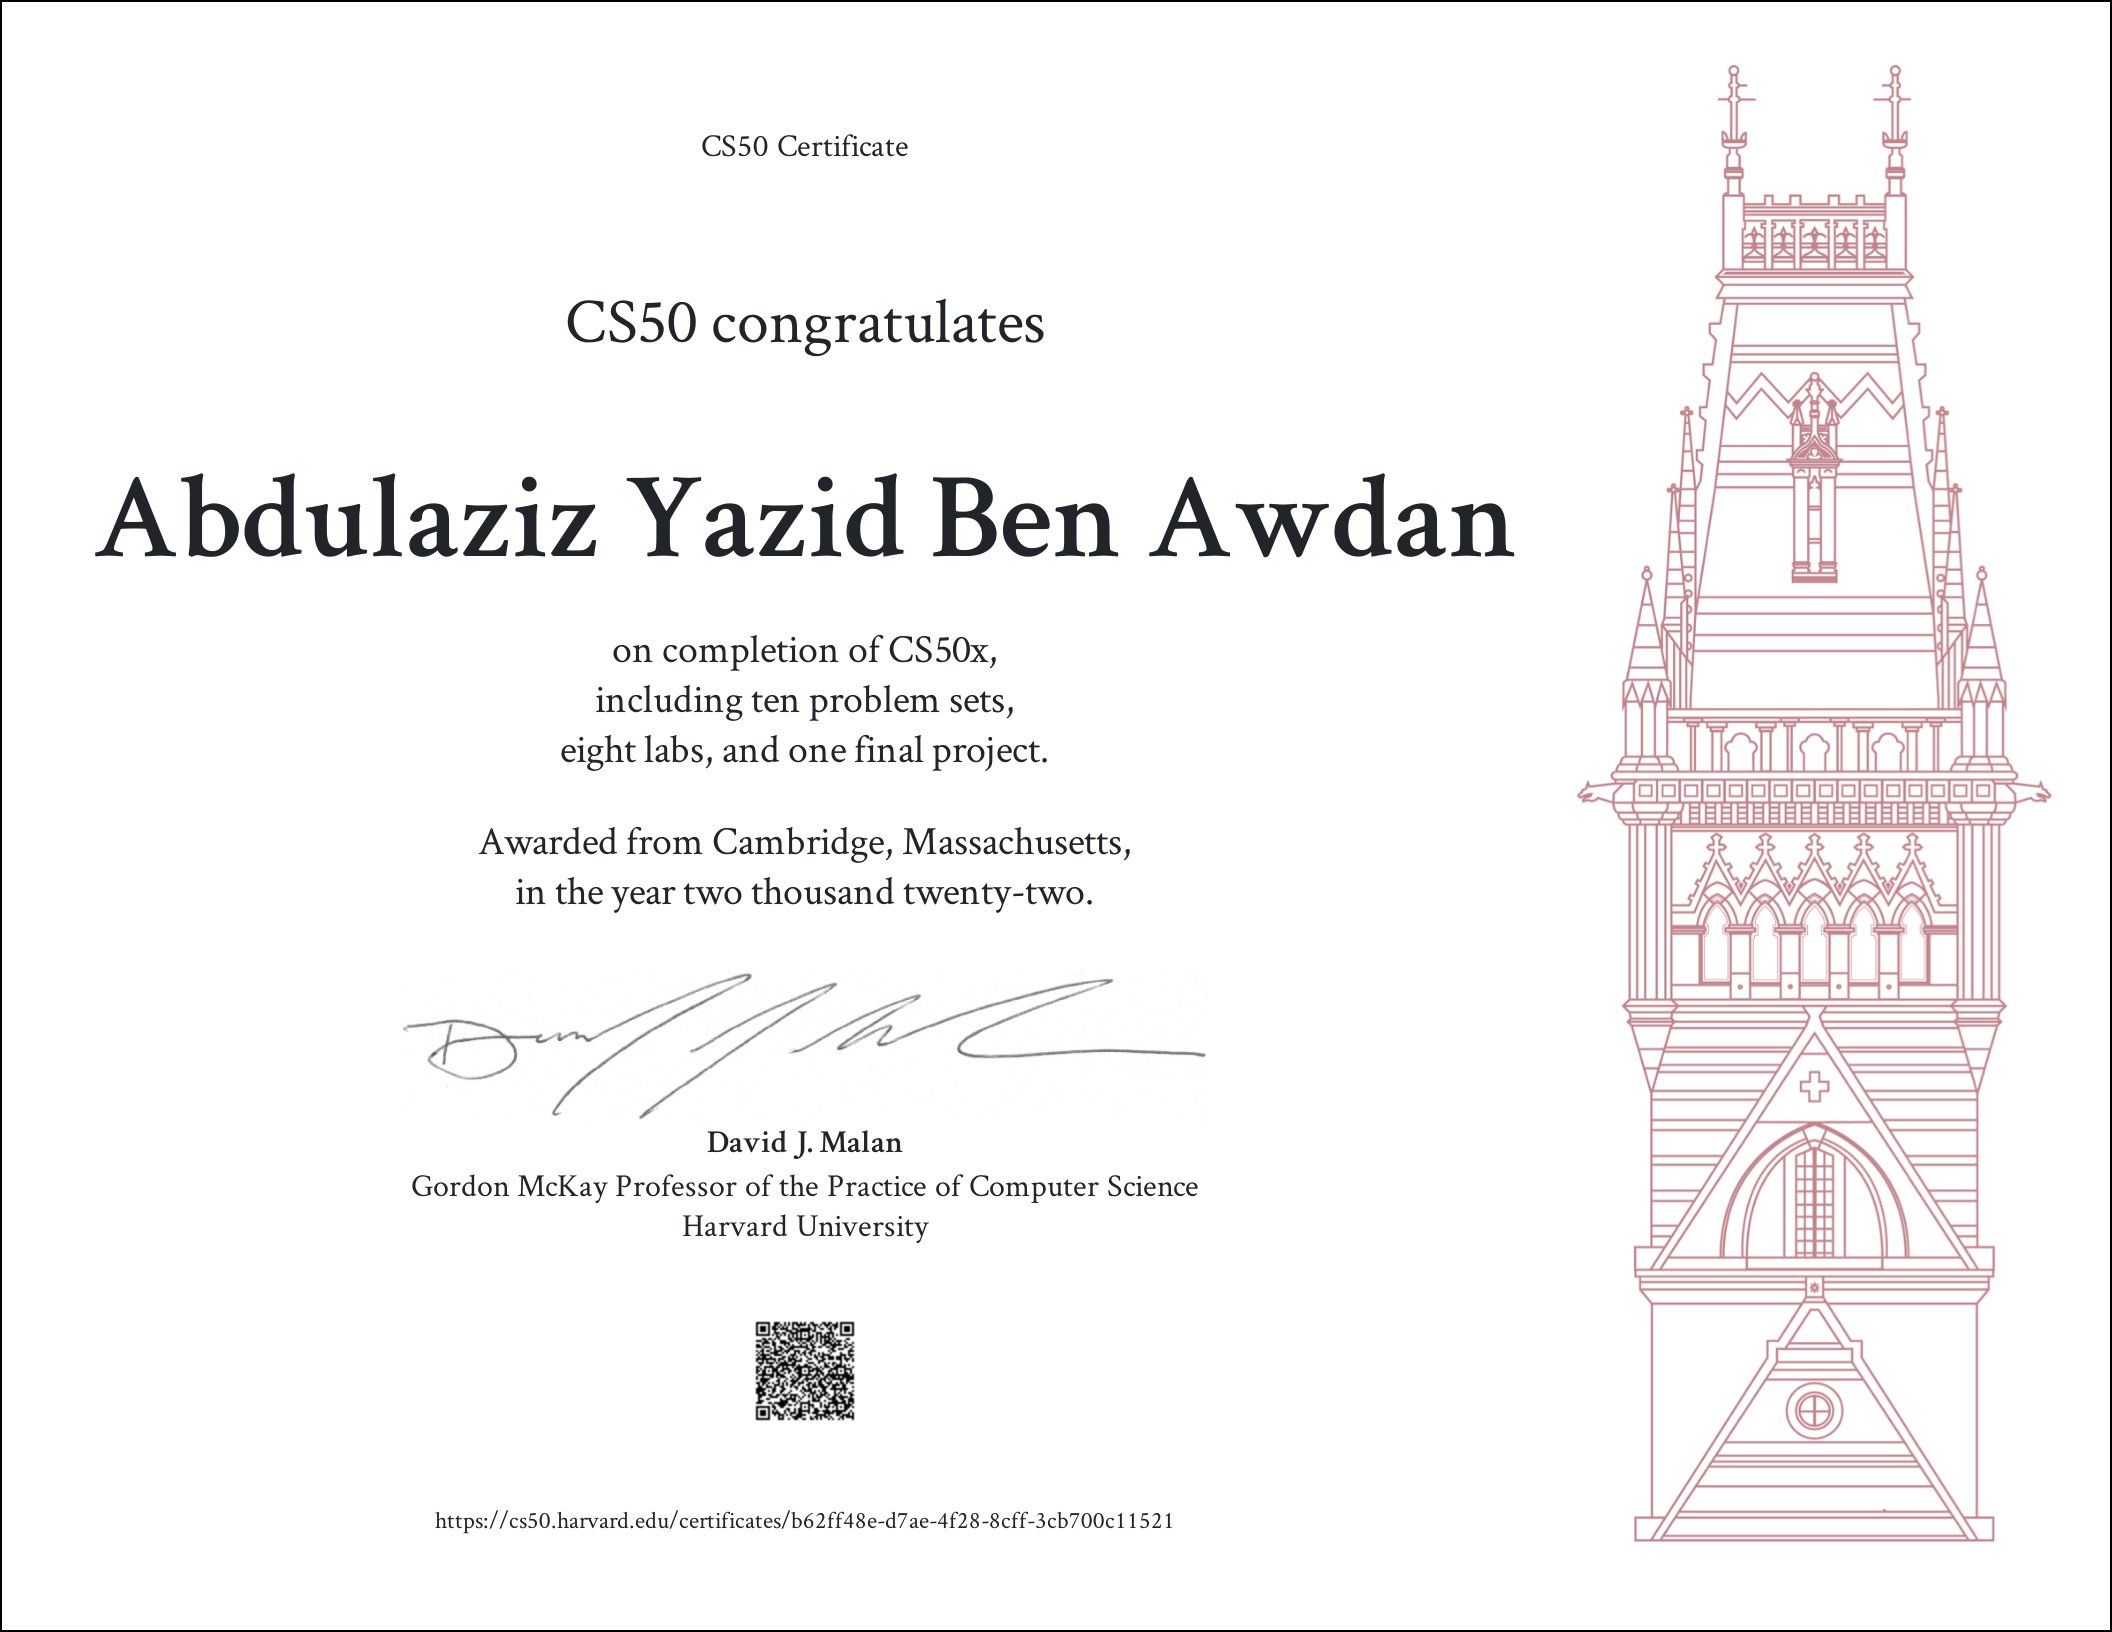 CS50 Certificate
CS50 congratulates
Abdulaziz Yazid Ben Awdan
on completion of CS50x,
including ten problem sets,
eight labs, and one final project.
Awarded from Cambridge, Massachusetts,
in the year two thousand twenty-two.
David J. Malan
Gordon McKay Professor of the Practice of Computer Science
Harvard University
https://cs50.harvard.edu/certificates/b62ff48e-d7ae-4f28-8cff-3cb700c11521